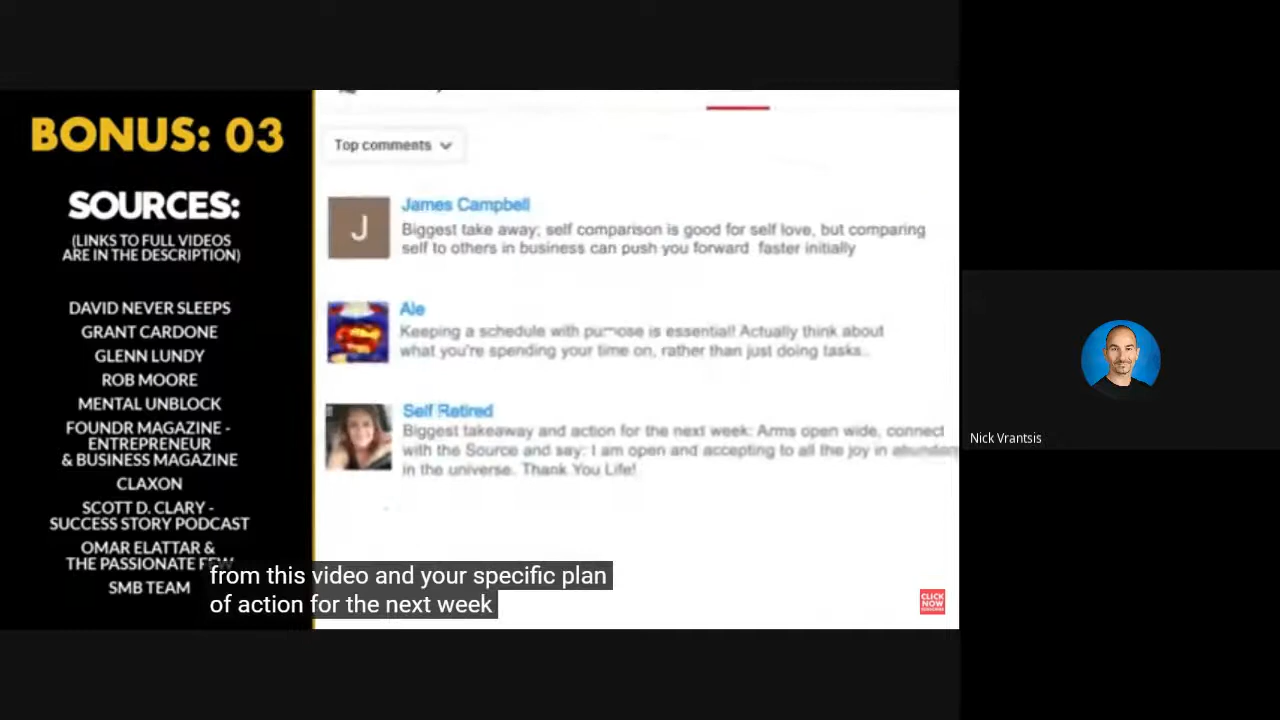 BONUS: 03
SOURCES:
(LINKS TO FULL VIDEOS
ARE IN THE DESCRIPTION)
DAVID NEVER SLEEPS
GRANT CARDONE
GLENN LUNDY
ROB MOORE
MENTAL UNBLOCK
FOUNDR MAGAZINE -
ENTREPRENEUR
& BUSINESS MAGAZINE
CLAXON
SCOTT D. CLARY -
SUCCESS STORY PODCAST
OMAR ELATTAR &
THE PASSIONATE FEW
SMB TEAM
Top comments
J
James Campbell
Biggest take away; self comparison is good for self love, but comparing
self to others in business can push you forward faster initially
Ale
Keeping a schedule with purpose is essential! Actually think about
what you're spending your time on, rather than just doing tasks..
Self Retired
Biggest takeaway and action for the next week: Arms open wide, connect
with the Source and say: I am open and accepting to all the joy in
in the universe. Thank You Life!
from this video and your specific plan
of action for the next week
CLICK
NOW
SUBSCRIBE
Nick Vrantsis